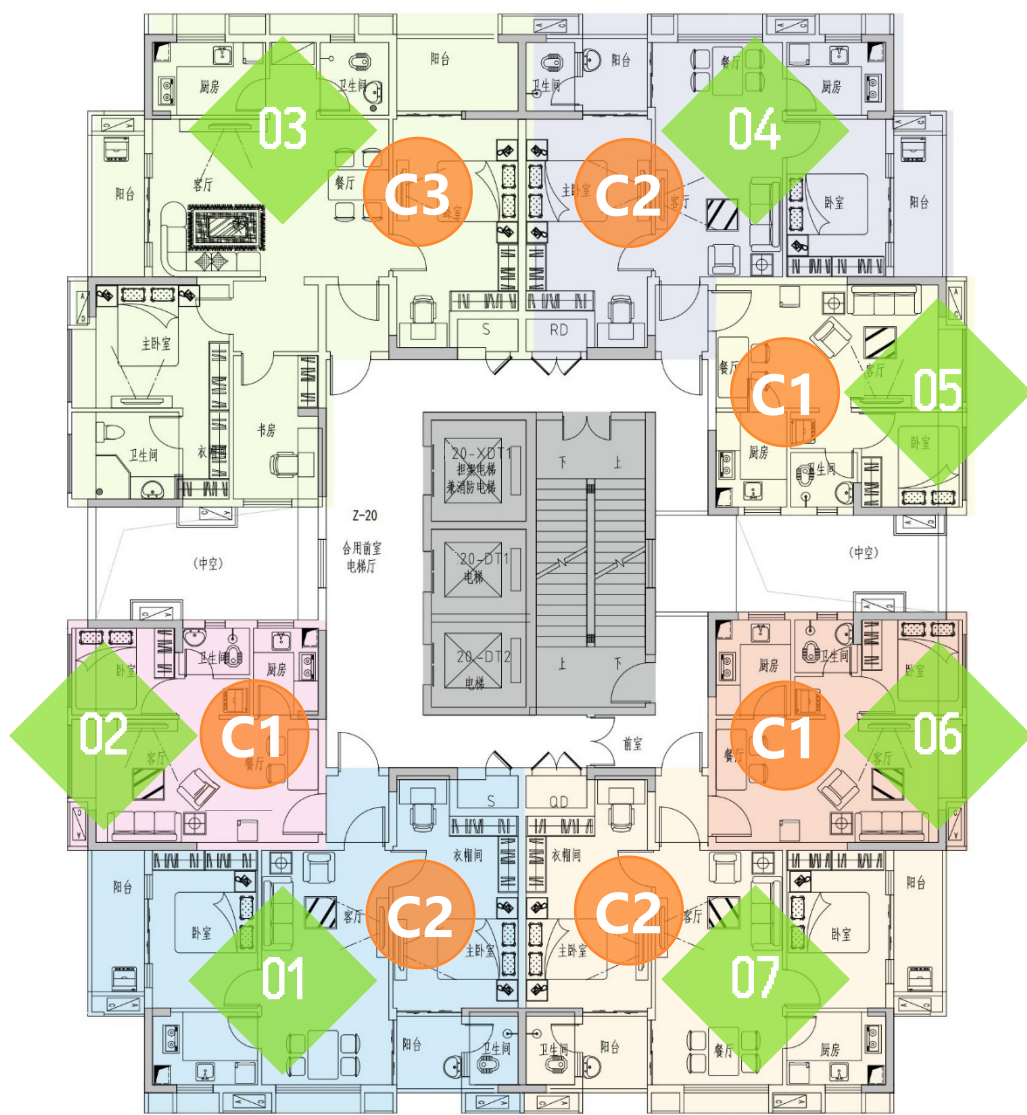 厨房
卫生间
阳台
卫生间
阳台
餐厅
厨房
03
04
客厅
餐厅
C3
卧室
主卧室
C2
客厅
卧室
阳台
阳台
主卧室
S
RD
餐厅
客厅
C1
05
卫生间
书房
厨房
卫生间
卧室
20-XDT1
担架电梯
兼消防电梯
下
上
Z-20
合用前室
电梯厅
20-DT1
电梯
(中空)
(中空)
20-DT2
电梯
上
下
卧室
卫生间
厨房
厨房
卫生间
卧室
02
C1
C1
06
客厅
餐厅
餐厅
客厅
前室
S
QD
衣帽间
衣帽间
阳台
卧室
客厅
C2
主卧室
主卧室
C2
客厅
卧室
阳台
01
07
厨房
餐厅
阳台
卫生间
卫生间
阳台
餐厅
厨房